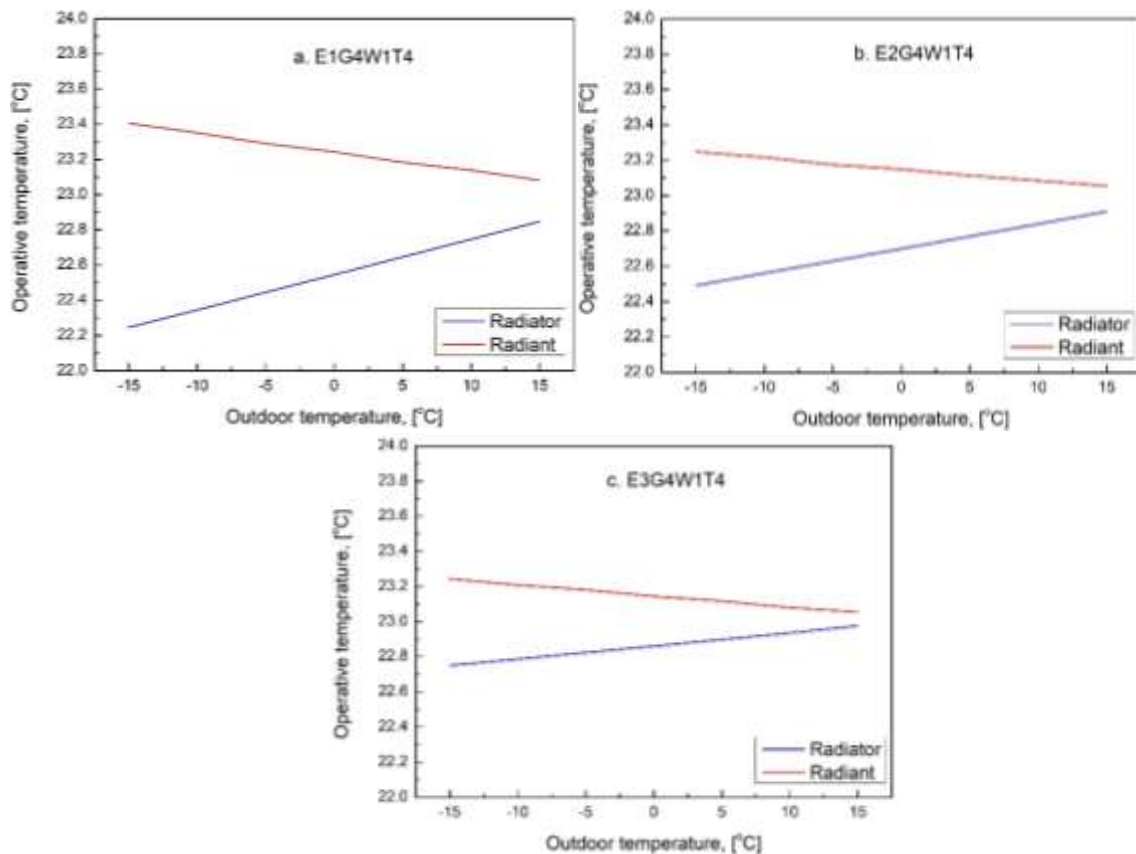 a. E1G4W1T4
Operative temperature, [°C]
24.0
23.8
23.6
23.4
23.2
23.0
22.8
22.6
22.4
22.2
22.0
Radiator
Radiant
-15 -10 -5 0 5 10 15
Outdoor temperature, [°C]
b. E2G4W1T4
Operative temperature, [°C]
24.0
23.8
23.6
23.4
23.2
23.0
22.8
22.6
22.4
22.2
22.0
Radiator
Radiant
-15 -10 -5 0 5 10 15
Outdoor temperature, [°C]
c. E3G4W1T4
Operative temperature, [°C]
24.0
23.8
23.6
23.4
23.2
23.0
22.8
22.6
22.4
22.2
22.0
Radiator
Radiant
-15 -10 -5 0 5 10 15
Outdoor temperature, [°C]